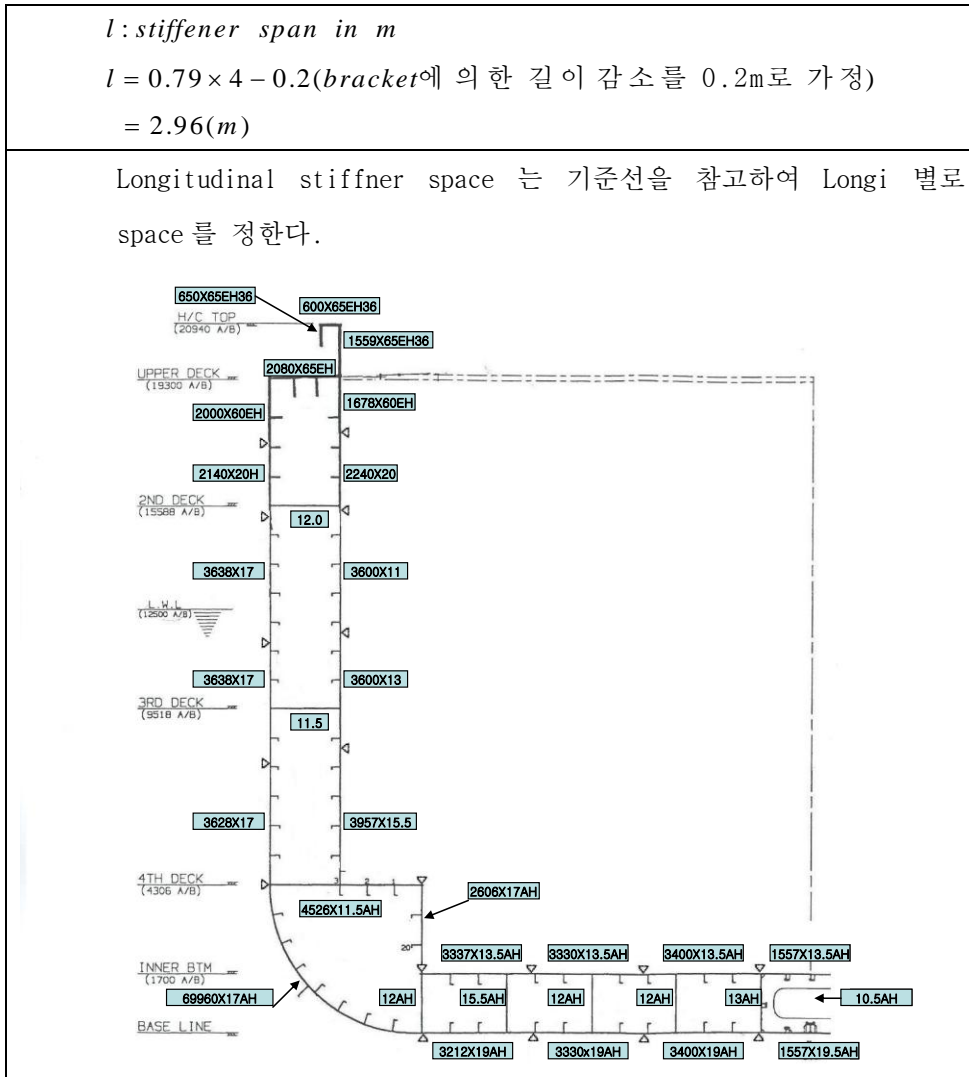 l : stiffener span in m
l = 0.79 × 4 − 0.2(bracket에 의한 길이 감소를 0.2m로 가정)
= 2.96(m)
Longitudinal stiffner space 는 기준선을 참고하여 Longi 별로
space 를 정한다.
650X65EH36
600X65EH36
H/C TOP
(20940 A/B)
1559X65EH36
2080X65EH
UPPER DECK
(19300 A/B)
2000X60EH
1678X60EH
2140X20H
2240X20
2ND DECK
(15588 A/B)
12.0
3638X17
3600X11
L.W.L
(12500 A/B)
3638X17
3600X13
3RD DECK
(9518 A/B)
11.5
3628X17
3957X15.5
4TH DECK
(4306 A/B)
3 2 1
4526X11.5AH
2606X17AH
20
3337X13.5AH
3330X13.5AH
3400X13.5AH
1557X13.5AH
INNER BTM
(1700 A/B)
69960X17AH
12AH
15.5AH
12AH
12AH
13AH
10.5AH
BASE LINE
3212X19AH
3330x19AH
3400X19AH
1557X19.5AH